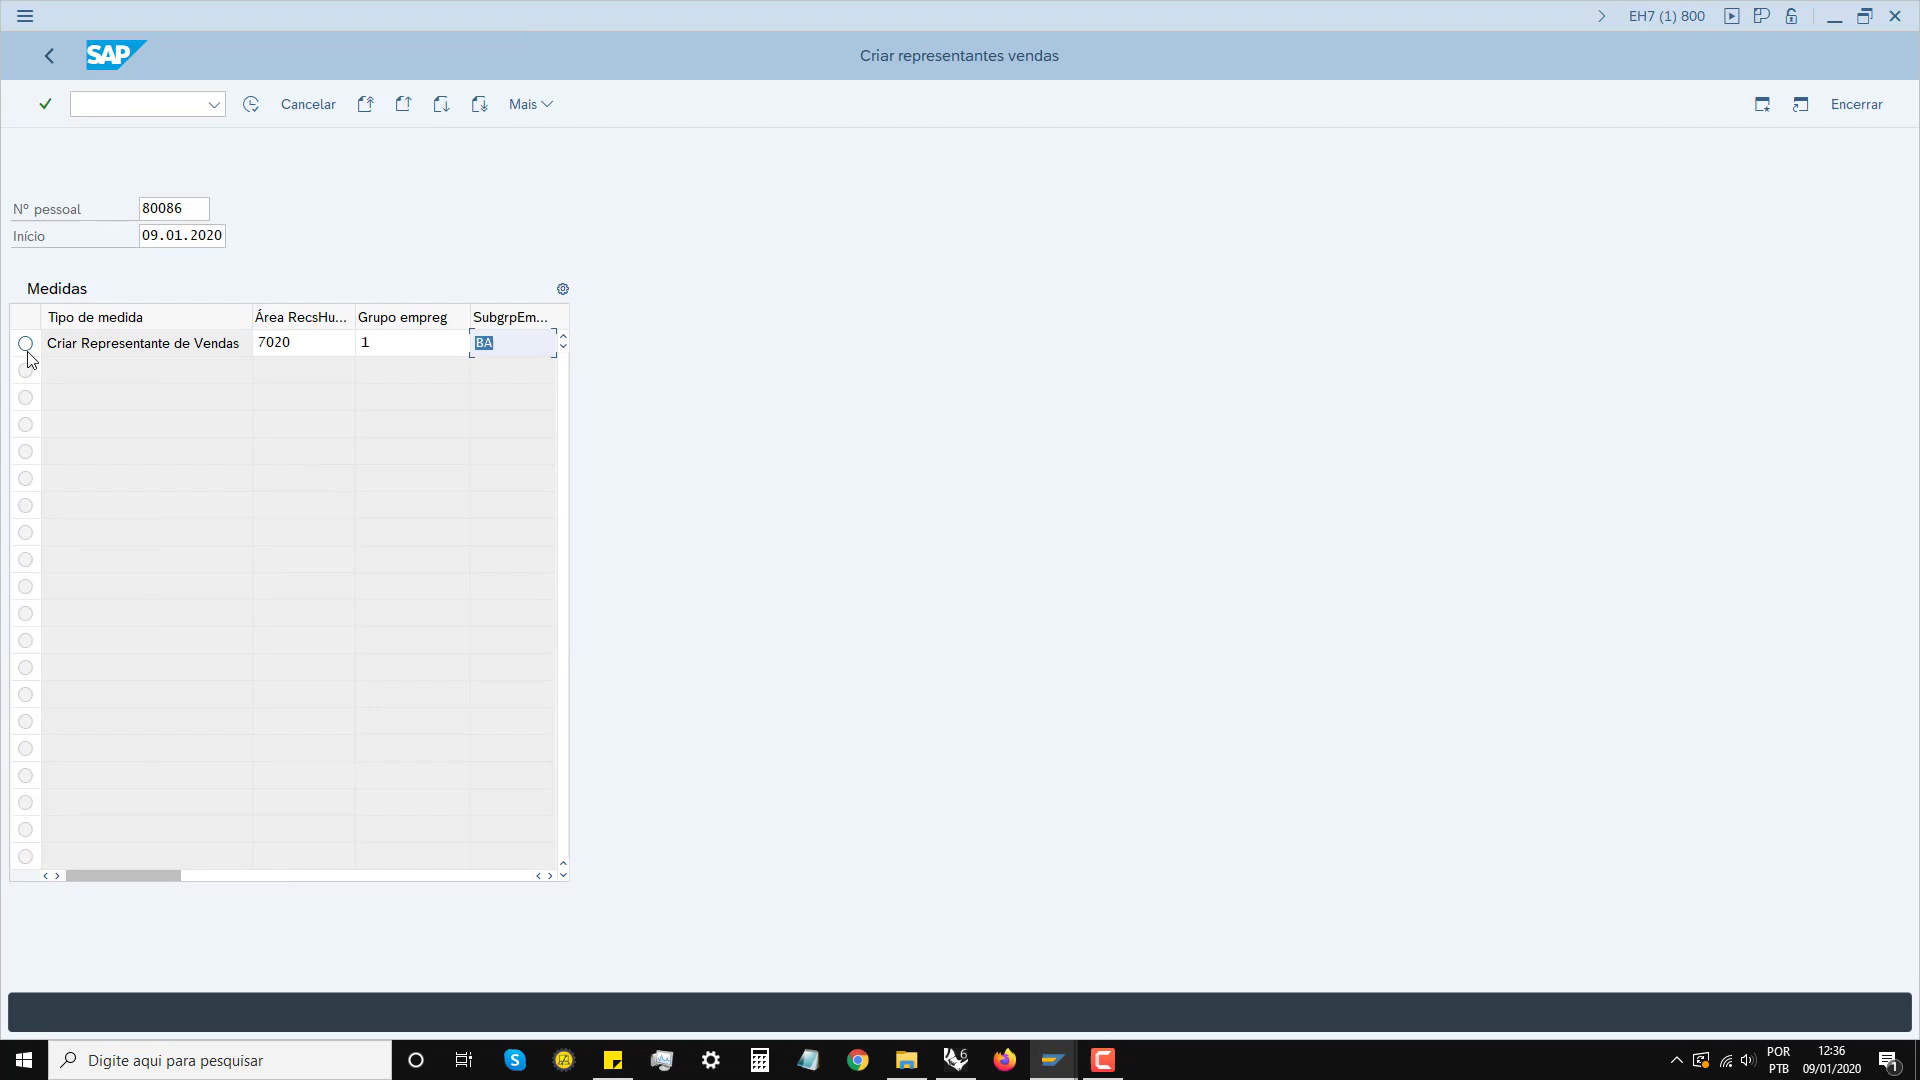 EH7 (1) 800
SAP
Criar representantes vendas
Cancelar
Mais
Encerrar
Nº pessoal 80086
Início 09.01.2020
Medidas
Tipo de medida Área RecsHu... Grupo empreg SubgrpEm...
Criar Representante de Vendas 7020 1 BA
Digite aqui para pesquisar
POR
PTB
12:36
09/01/2020
1